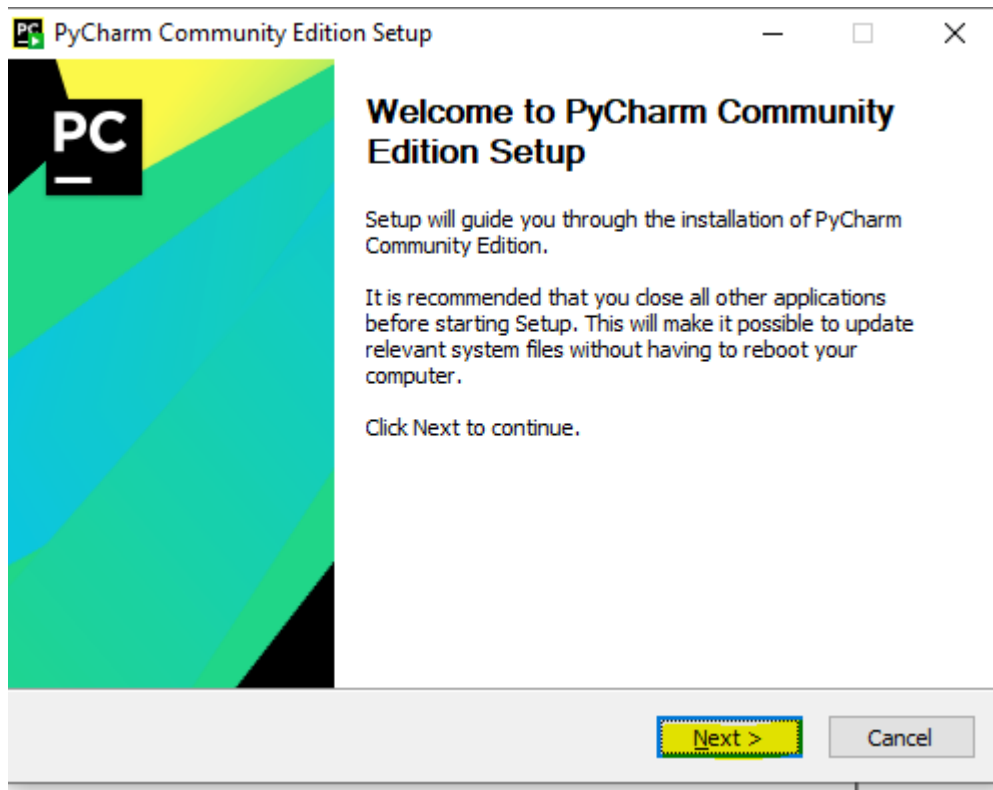 PyCharm Community Edition Setup
PC
Welcome to PyCharm Community
Edition Setup
Setup will guide you through the installation of PyCharm
Community Edition.
It is recommended that you close all other applications
before starting Setup. This will make it possible to update
relevant system files without having to reboot your
computer.
Click Next to continue.
Next >
Cancel